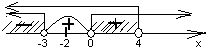 - + +
-3 -2 0 4 x